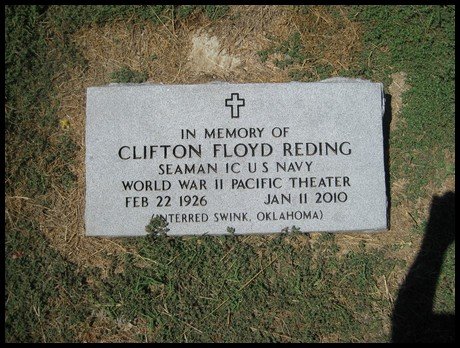 IN MEMORY OF
CLIFTON FLOYD REDING
SEAMAN 1C US NAVY
WORLD WAR II PACIFIC THEATER
FEB 22 1926 JAN 11 2010
(INTERRED SWINK, OKLAHOMA)